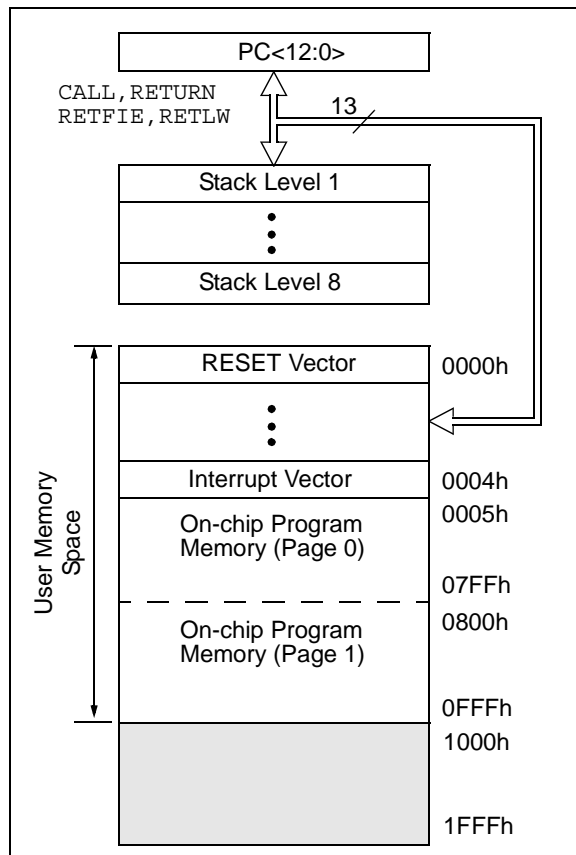 PC<12:0>
CALL,RETURN
RETFIE,RETLW
13
Stack Level 1
Stack Level 8
RESET Vector
0000h
Interrupt Vector
0004h
0005h
On-chip Program
Memory (Page 0)
07FFh
0800h
On-chip Program
Memory (Page 1)
0FFFh
1000h
1FFFh
User Memory
Space